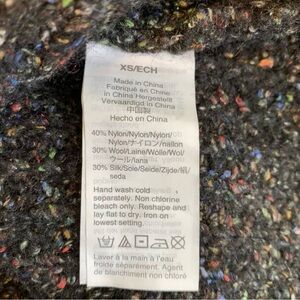 XS/ECH
Made in China
Fabriqué en Chine
in China Hergestellt
Vervaardigd in China
中国製
Hecho en China
40% Nylon/Nylon/Nylon/
Nylon/ナイロン/nailon
30% Wool/Laine/Wolle/Wol/
ウール/lana
30% Silk/Soie/Seide/Zijde/絹
seda
Hand wash cold
separately. Non chlorine
bleach only. Reshape and
lay flat to dry. Iron on
lowest setting.
Laver à la main à l'eau
froide séparément. Agent
de blanchiment non chloré